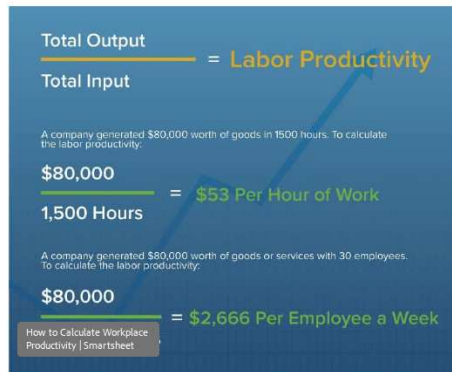 Total Output
= Labor Productivity
Total Input
A company generated $80,000 worth of goods in 1500 hours. To calculate
the labor productivity:
$80,000
= $53 Per Hour of Work
1,500 Hours
A company generated $80,000 worth of goods or services with 30 employees.
To calculate the labor productivity:
$80,000
= $2,666 Per Employee a Week
How to Calculate Workplace
Productivity | Smartsheet